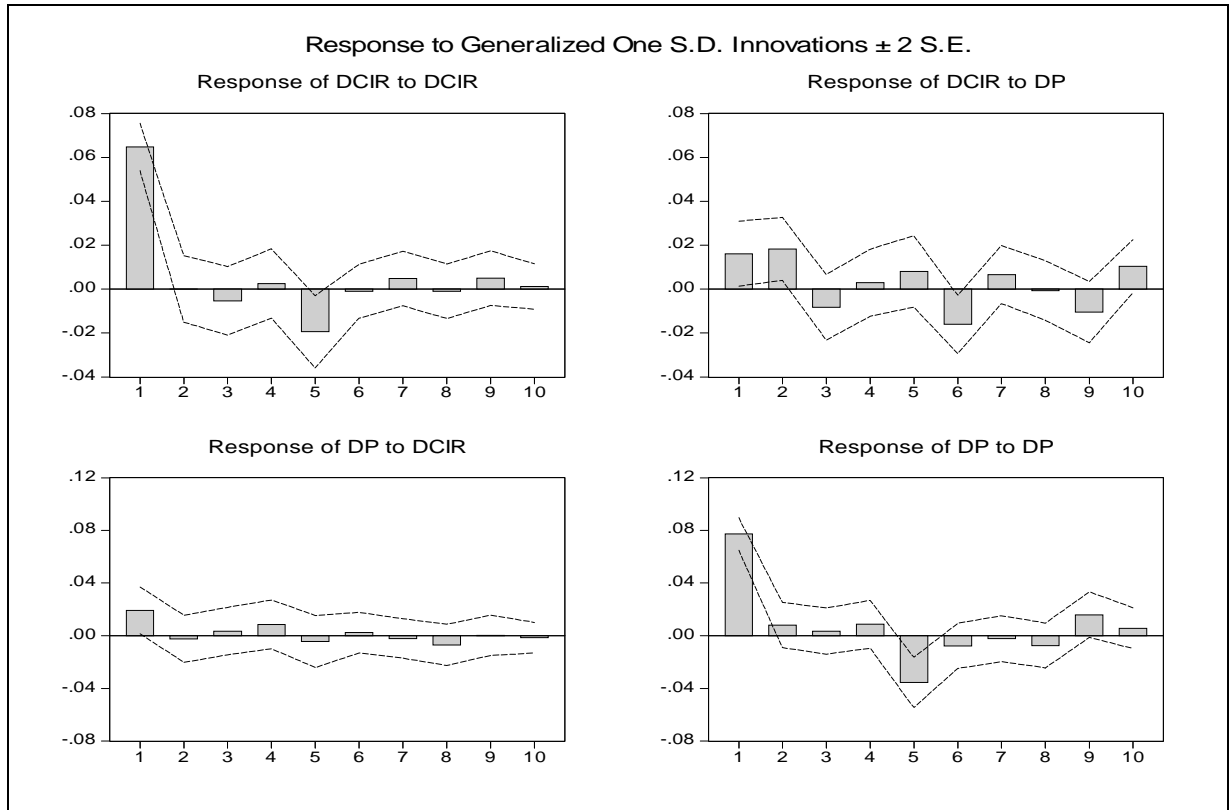 Response to Generalized One S.D. Innovations ± 2 S.E.
Response of DCIR to DCIR
.08
.06
.04
.02
.00
-.02
-.04
1 2 3 4 5 6 7 8 9 10
Response of DCIR to DP
.08
.06
.04
.02
.00
-.02
-.04
1 2 3 4 5 6 7 8 9 10
Response of DP to DCIR
.12
.08
.04
.00
-.04
-.08
1 2 3 4 5 6 7 8 9 10
Response of DP to DP
.12
.08
.04
.00
-.04
-.08
1 2 3 4 5 6 7 8 9 10